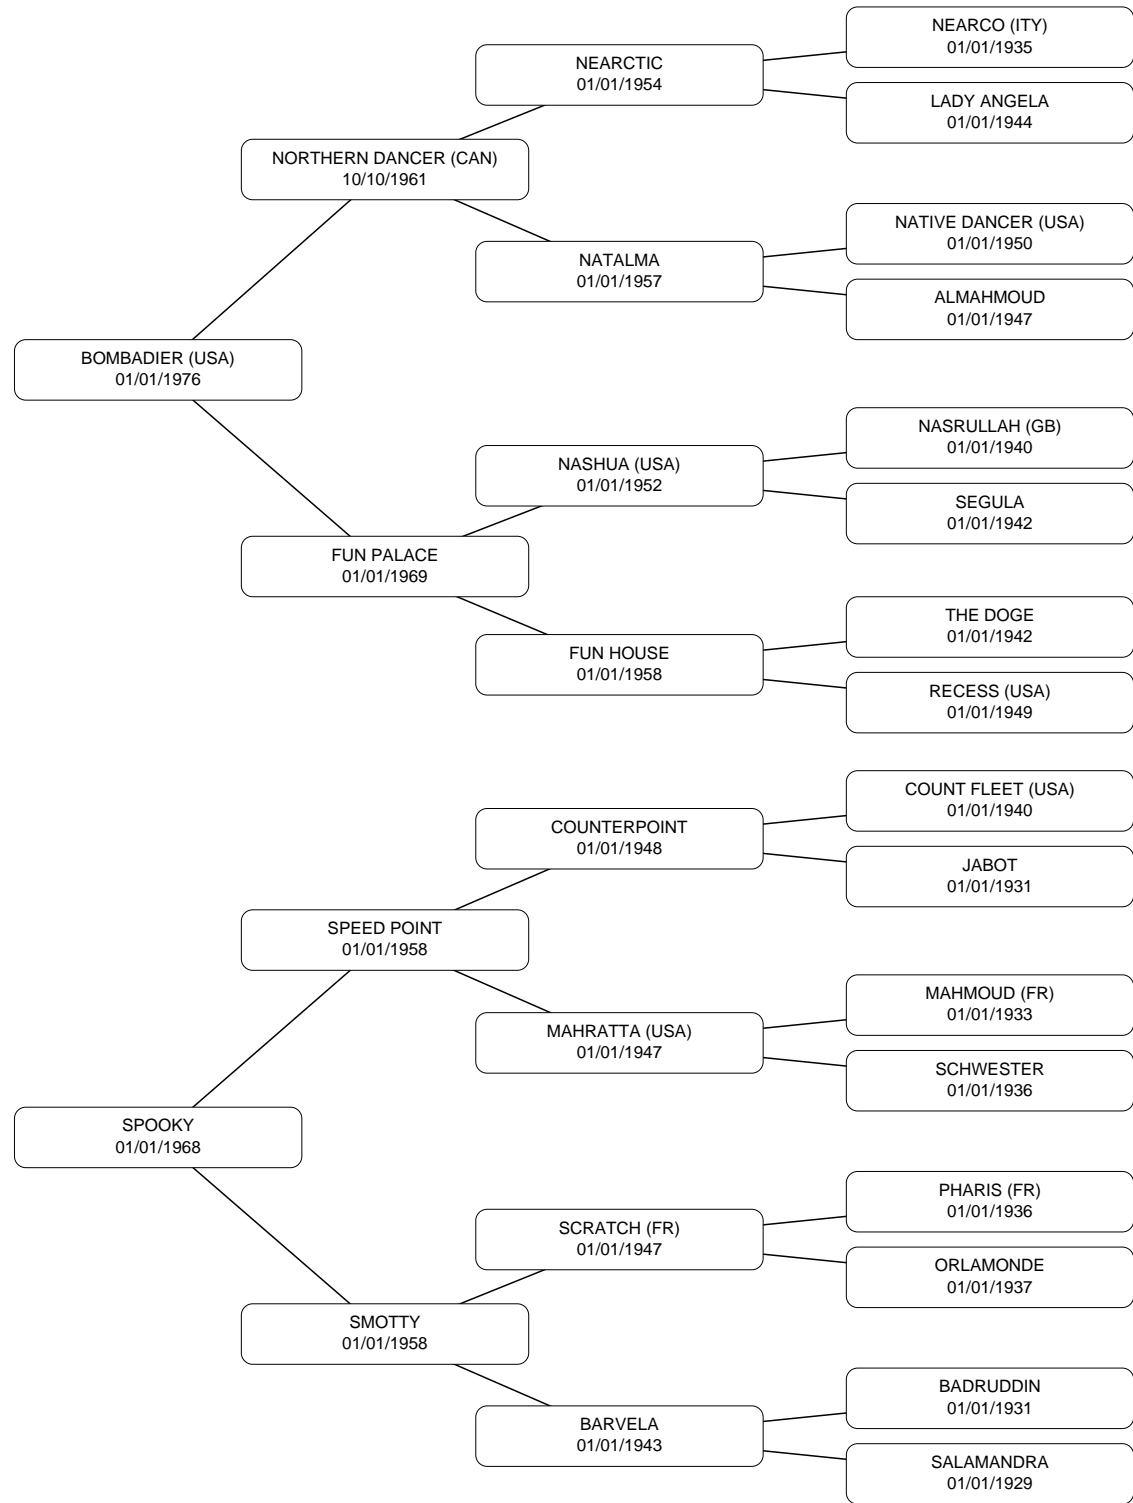 NEARCO (ITY)
01/01/1935
NEARCTIC
01/01/1954
LADY ANGELA
01/01/1944
NORTHERN DANCER (CAN)
10/10/1961
NATIVE DANCER (USA)
01/01/1950
NATALMA
01/01/1957
ALMAHMOUD
01/01/1947
BOMBADIER (USA)
01/01/1976
NASRULLAH (GB)
01/01/1940
NASHUA (USA)
01/01/1952
SEGULA
01/01/1942
FUN PALACE
01/01/1969
THE DOGE
01/01/1942
FUN HOUSE
01/01/1958
RECESS (USA)
01/01/1949
COUNT FLEET (USA)
01/01/1940
COUNTERPOINT
01/01/1948
JABOT
01/01/1931
SPEED POINT
01/01/1958
MAHMOUD (FR)
01/01/1933
MAHRATTA (USA)
01/01/1947
SCHWESTER
01/01/1936
SPOOKY
01/01/1968
PHARIS (FR)
01/01/1936
SCRATCH (FR)
01/01/1947
ORLAMONDE
01/01/1937
SMOTTY
01/01/1958
BADRUDDIN
01/01/1931
BARVELA
01/01/1943
SALAMANDRA
01/01/1929